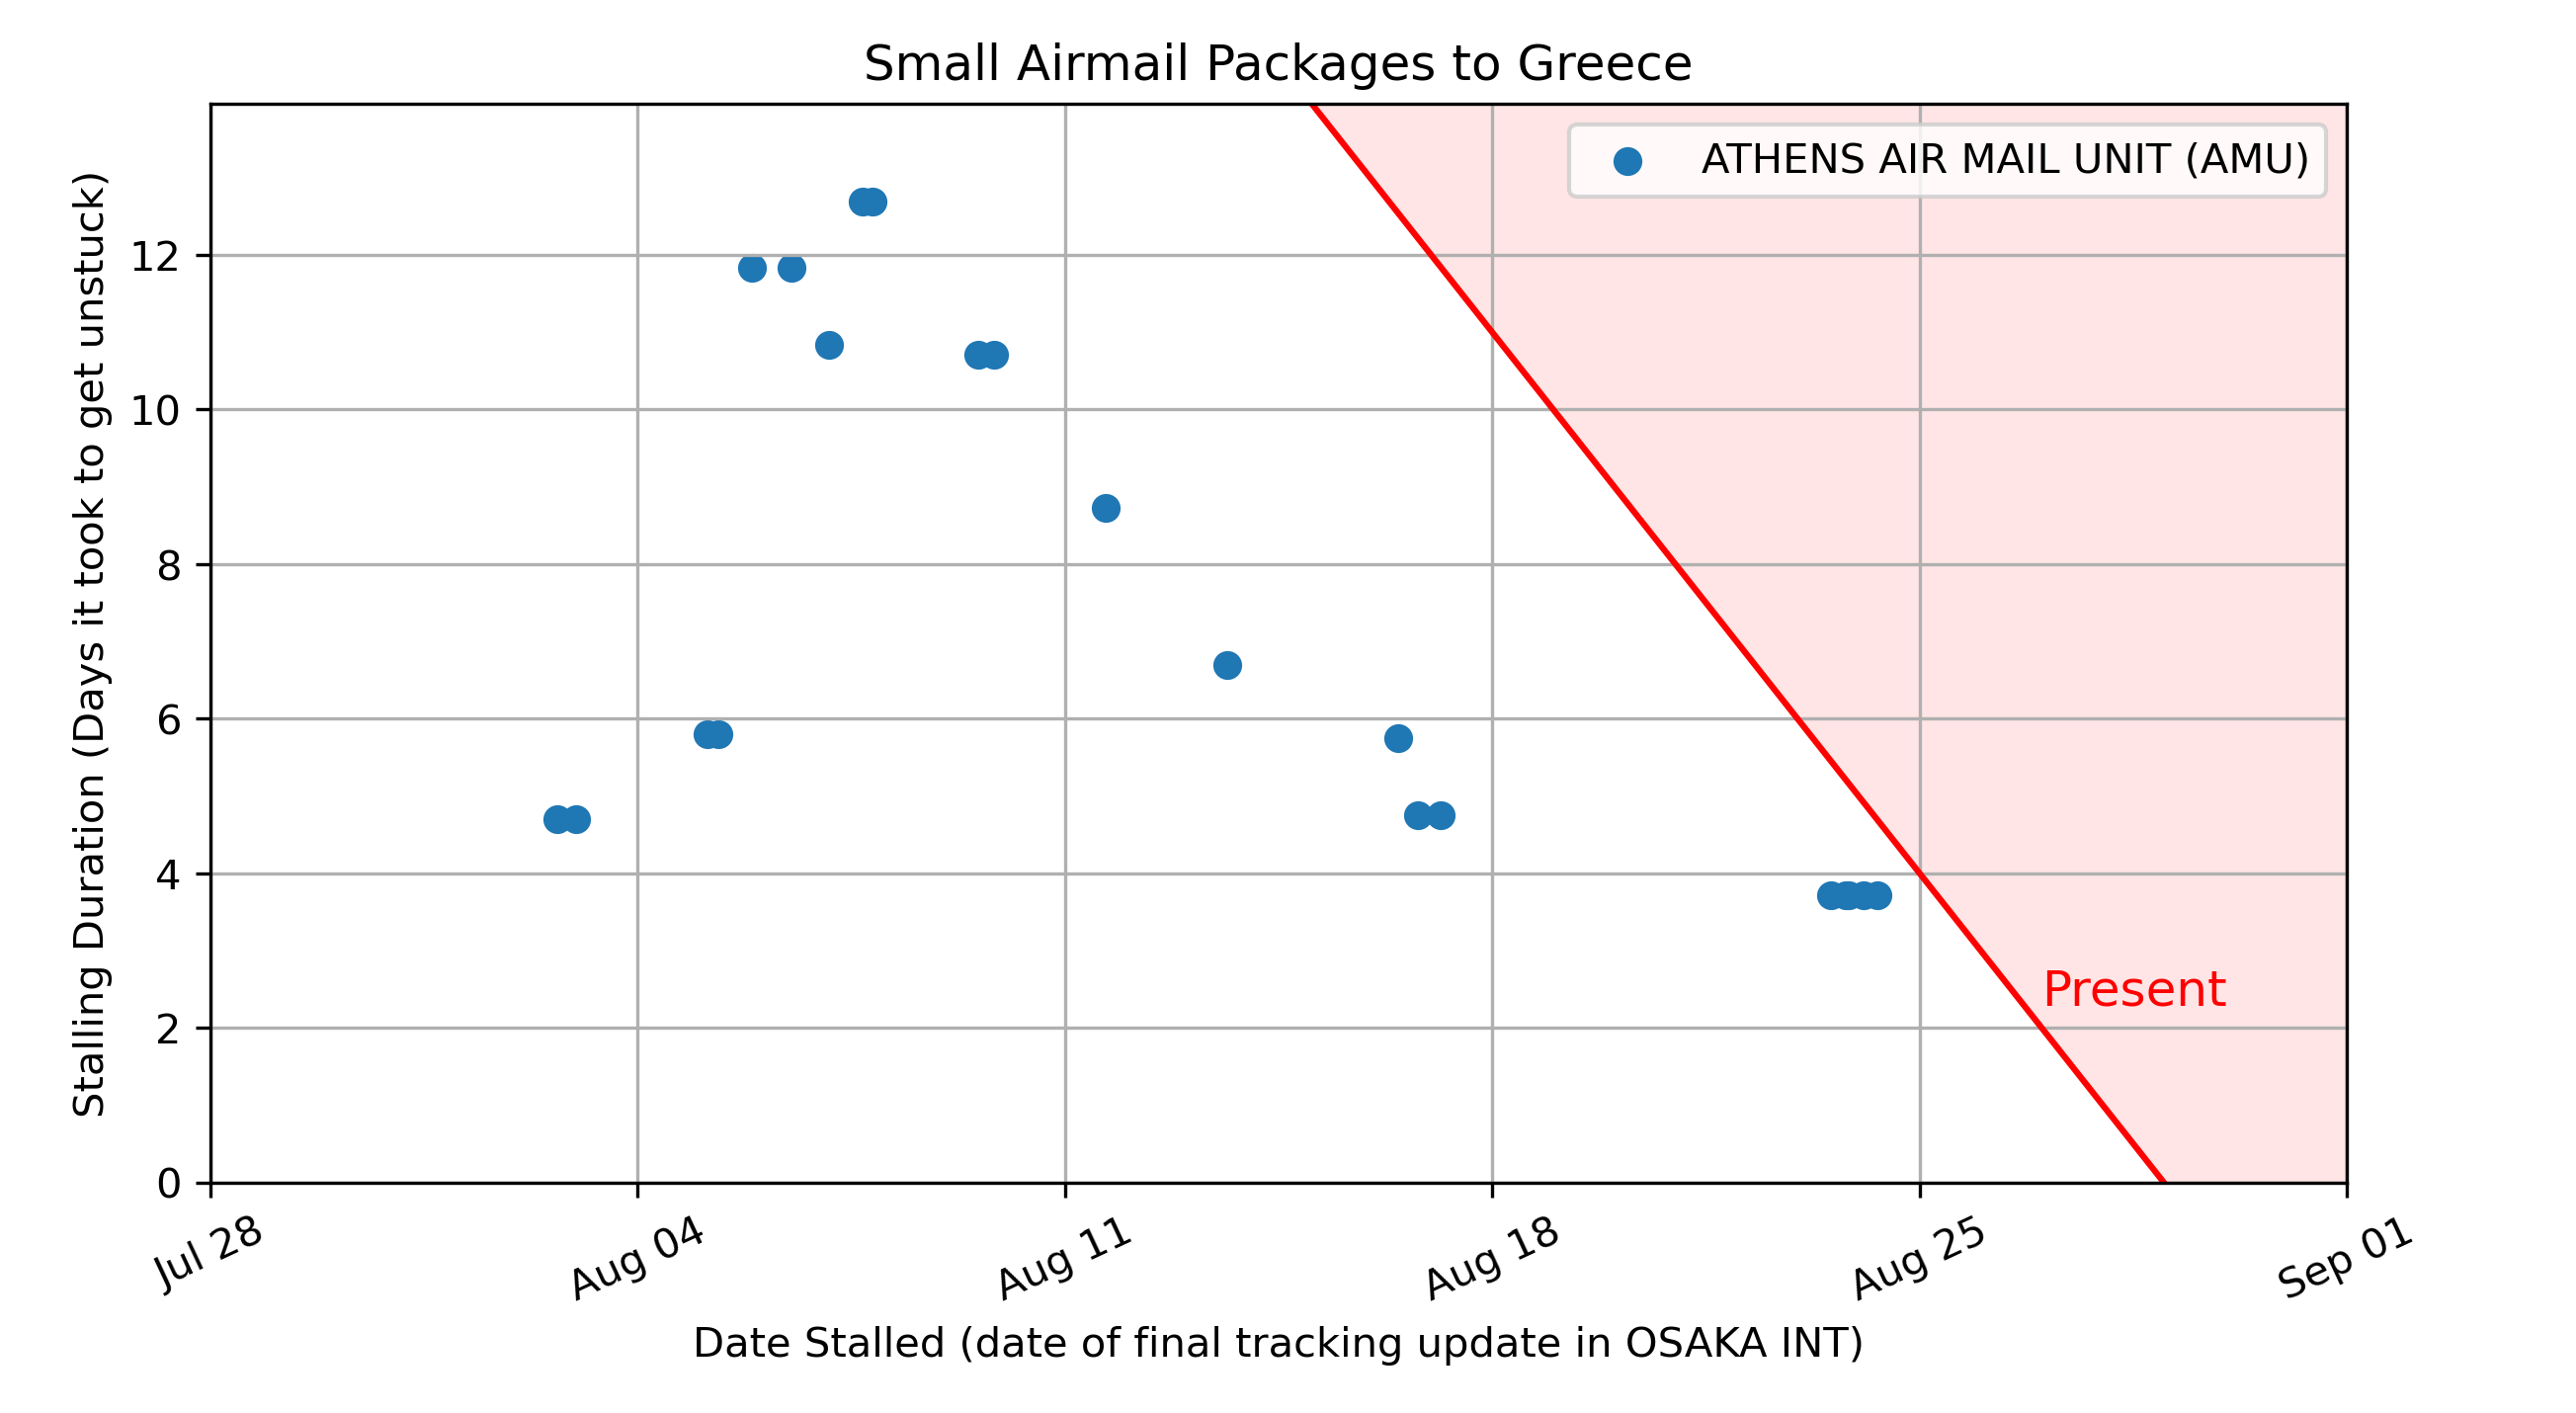 Small Airmail Packages to Greece
ATHENS AIR MAIL UNIT (AMU)
Stalling Duration (Days it took to get unstuck)
12
10
8
6
4
2
0
Present
Jul 28
Aug 04
Aug 11
Aug 18
Aug 25
Sep 01
Date Stalled (date of final tracking update in OSAKA INT)